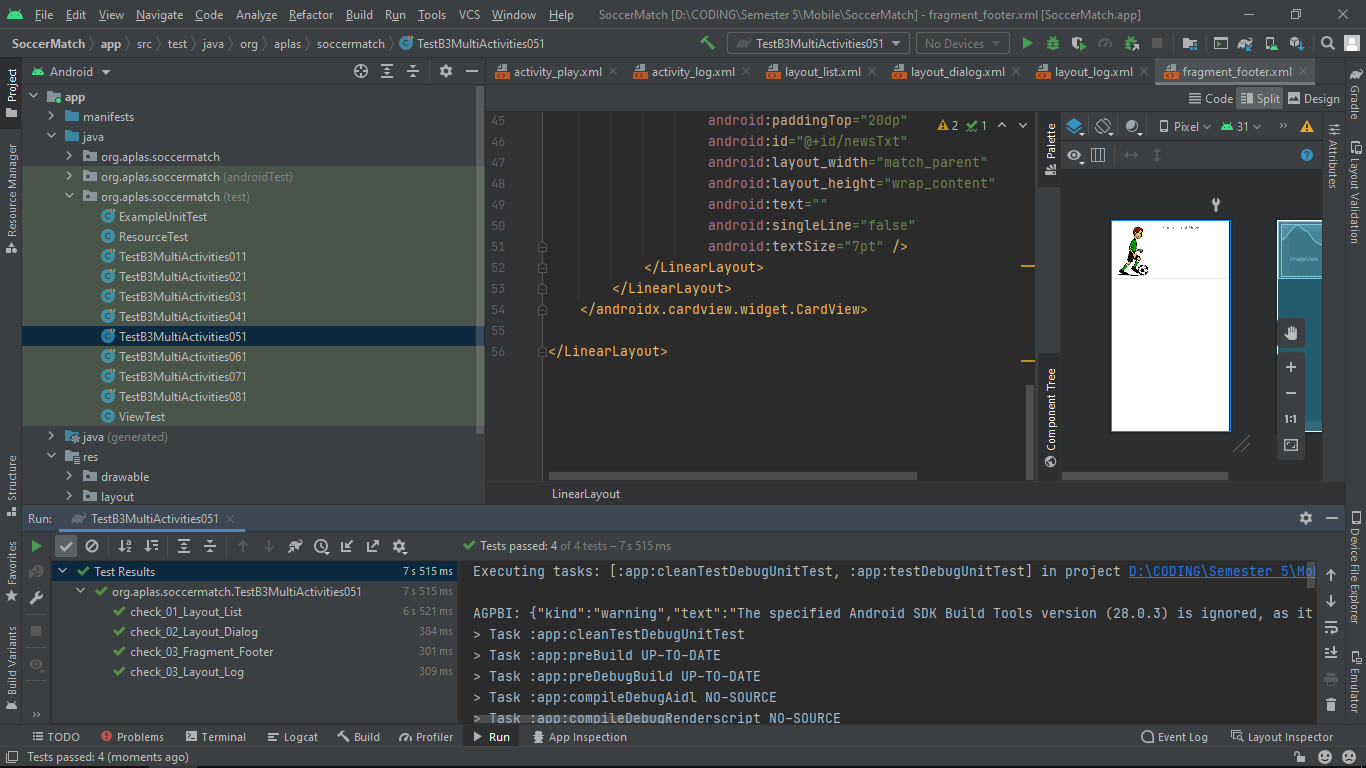 File Edit View Navigate Code Analyze Refactor Build Run Tools VCS Window Help SoccerMatch [D:\CODING\Semester 5\Mobile\SoccerMatch] - fragment_footer.xml [SoccerMatch.app]
SoccerMatch app src test java org aplas soccermatch TestB3MultiActivities051 TestB3MultiActivities051 No Devices
Project
Android
activity_play.xml activity_log.xml layout_list.xml layout_dialog.xml layout_log.xml fragment_footer.xml
Gradle
Code Split Design
app
manifests
java
org.aplas.soccermatch
org.aplas.soccermatch (androidTest)
org.aplas.soccermatch (test)
ExampleUnitTest
ResourceTest
TestB3MultiActivities011
TestB3MultiActivities021
TestB3MultiActivities031
TestB3MultiActivities041
TestB3MultiActivities051
TestB3MultiActivities061
TestB3MultiActivities071
TestB3MultiActivities081
ViewTest
java (generated)
res
drawable
layout
Resource Manager
Structure
Favorites
Build Variants
45 android:paddingTop="20dp"
46 android:id="@+id/newsTxt"
47 android:layout_width="match_parent"
48 android:layout_height="wrap_content"
49 android:text=""
50 android:singleLine="false"
51 android:textSize="7pt" />
52 </LinearLayout>
53 </LinearLayout>
54 </androidx.cardview.widget.CardView>
55
56 </LinearLayout>
2 1
LinearLayout
Palette
Component Tree
Pixel 31
ImageView
1:1
Attributes
Layout Validation
Device File Explorer
Emulator
Run: TestB3MultiActivities051
Tests passed: 4 of 4 tests – 7 s 515 ms
Test Results 7 s 515 ms
org.aplas.soccermatch.TestB3MultiActivities051 7 s 515 ms
check_01_Layout_List 6 s 521 ms
check_02_Layout_Dialog 384 ms
check_03_Fragment_Footer 301 ms
check_03_Layout_Log 309 ms
Executing tasks: [:app:cleanTestDebugUnitTest, :app:testDebugUnitTest] in project D:\CODING\Semester 5\Mo
AGPBI: {"kind":"warning","text":"The specified Android SDK Build Tools version (28.0.3) is ignored, as it
> Task :app:cleanTestDebugUnitTest
> Task :app:preBuild UP-TO-DATE
> Task :app:preDebugBuild UP-TO-DATE
> Task :app:compileDebugAidl NO-SOURCE
> Task :app:compileDebugRenderscript NO-SOURCE
TODO Problems Terminal Logcat Build Profiler Run App Inspection Event Log Layout Inspector
Tests passed: 4 (moments ago)